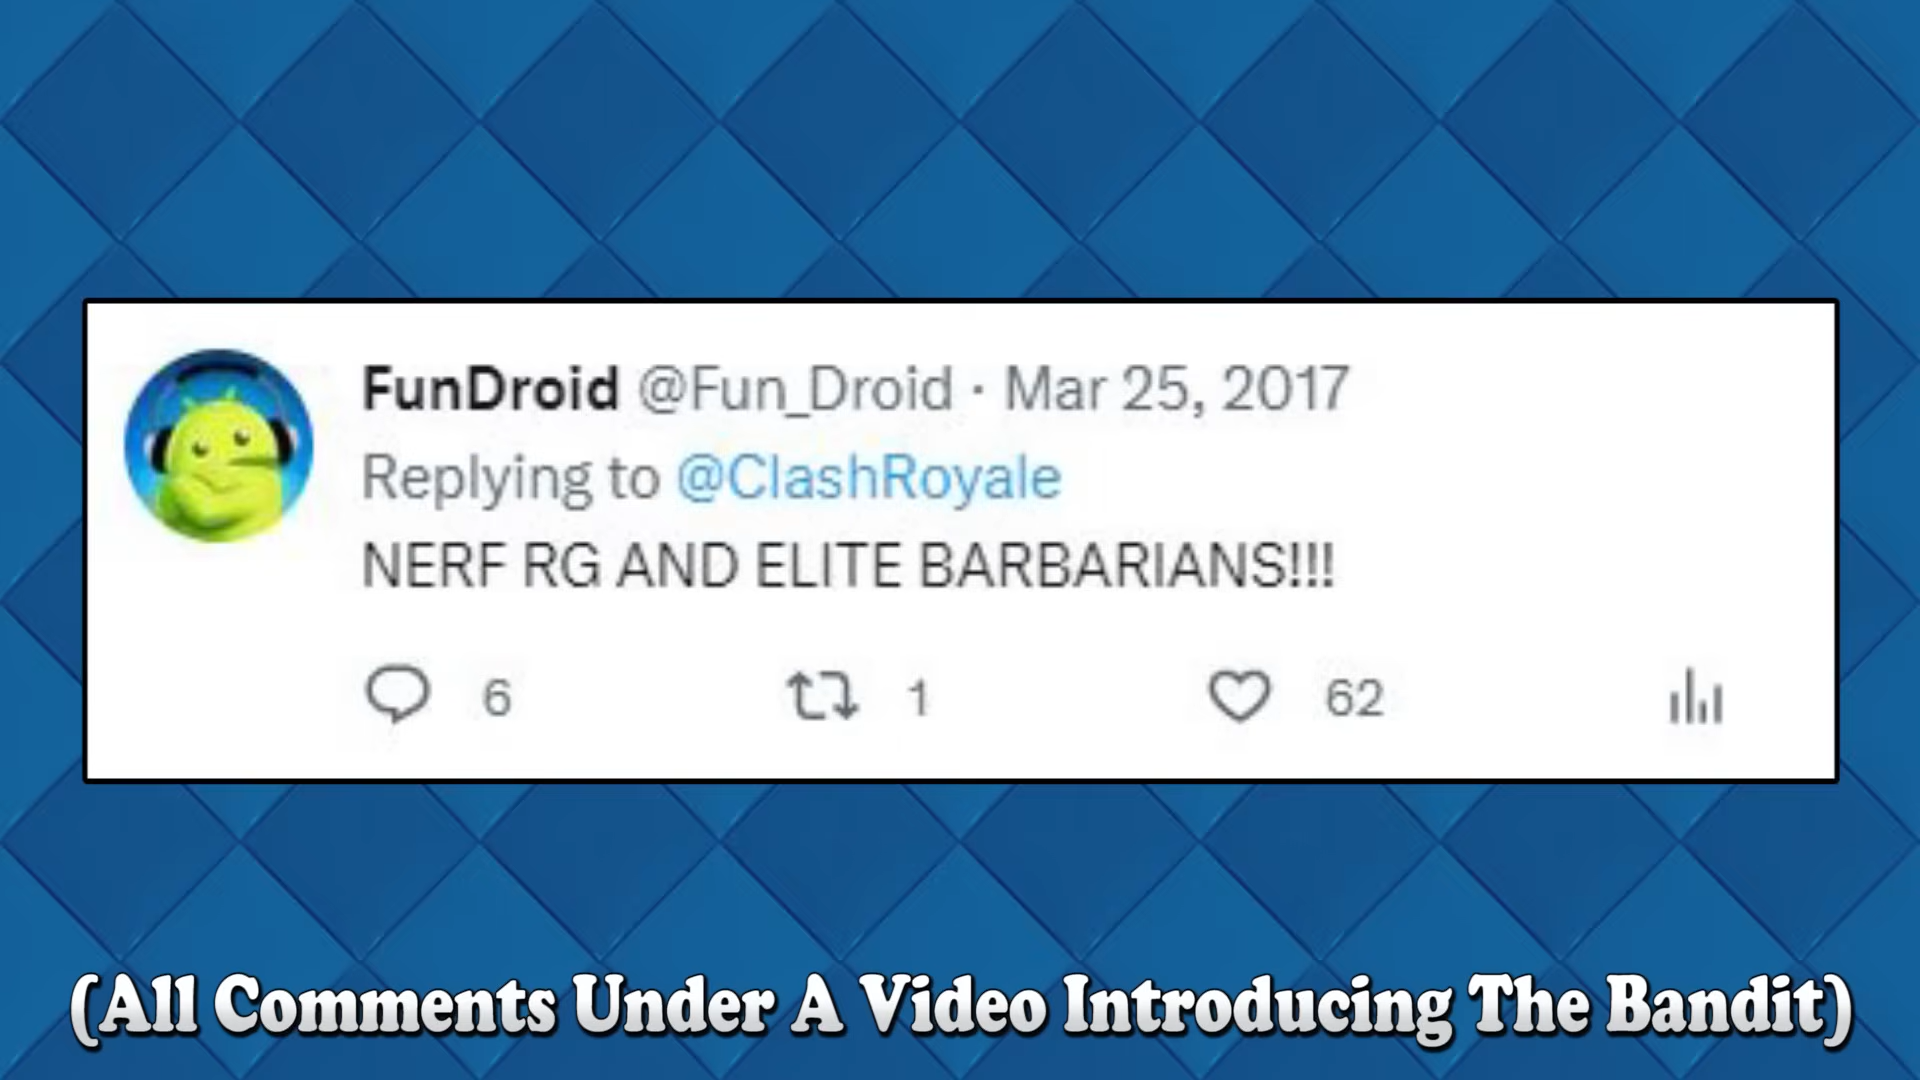 FunDroid @Fun_Droid · Mar 25, 2017
Replying to @ClashRoyale
NERF RG AND ELITE BARBARIANS!!!
6 1 62
(All Comments Under A Video Introducing The Bandit)